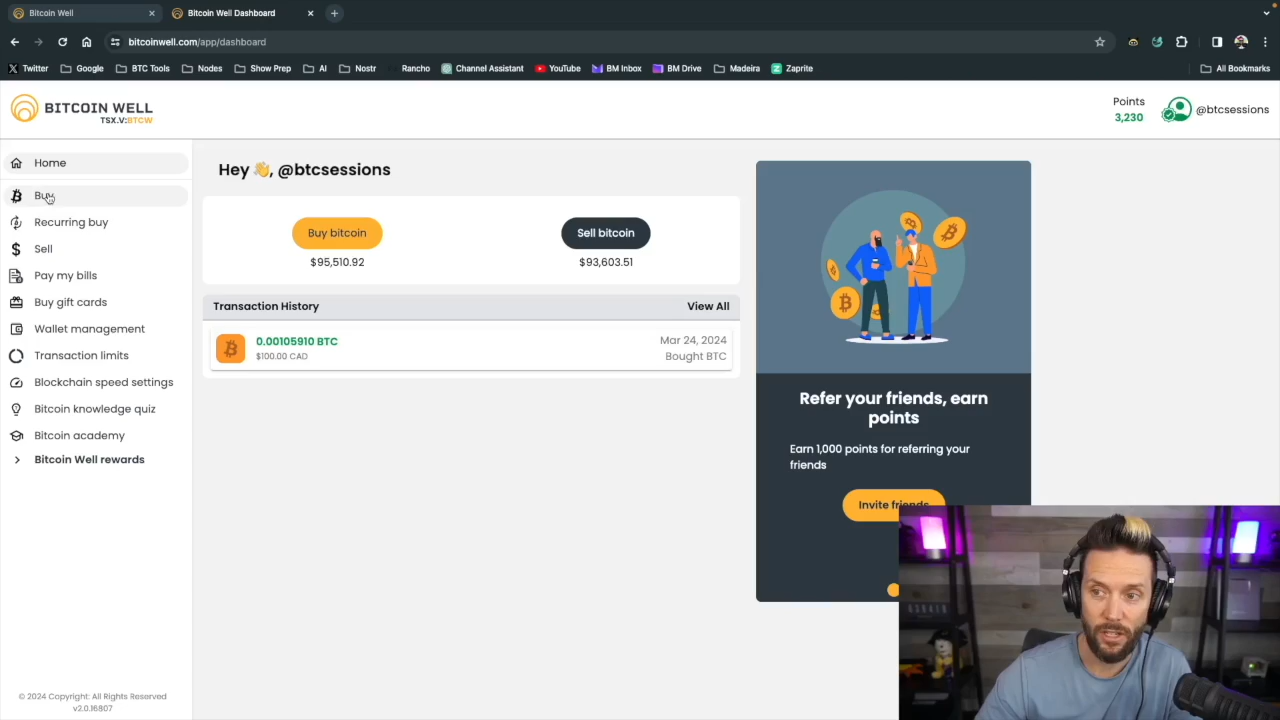 Bitcoin Well
Bitcoin Well Dashboard
bitcoinwell.com/app/dashboard
Twitter
Google
BTC Tools
Nodes
Show Prep
AI
Nostr
Rancho
Channel Assistant
YouTube
BM Inbox
BM Drive
Madeira
Zaprite
All Bookmarks
BITCOIN WELL
TSX.V:BTCW
Points
3,230
@btcsessions
Home
Buy
Recurring buy
Sell
Pay my bills
Buy gift cards
Wallet management
Transaction limits
Blockchain speed settings
Bitcoin knowledge quiz
Bitcoin academy
Bitcoin Well rewards
© 2024 Copyright: All Rights Reserved
v2.0.16807
Hey 👋, @btcsessions
Buy bitcoin
$95,510.92
Sell bitcoin
$93,603.51
Transaction History
View All
0.00105910 BTC
$100.00 CAD
Mar 24, 2024
Bought BTC
Refer your friends, earn
points
Earn 1,000 points for referring your
friends
Invite friends